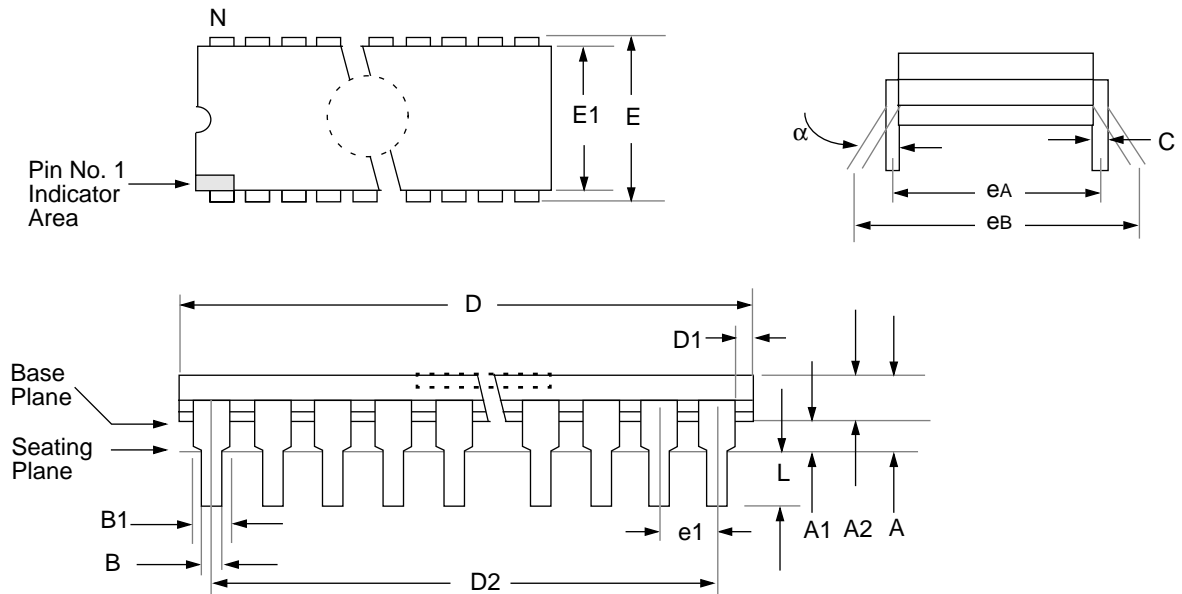 N
E1
E
Pin No. 1
Indicator
Area
α
C
eA
eB
D
D1
Base
Plane
Seating
Plane
L
B1
A1
A2
A
e1
B
D2